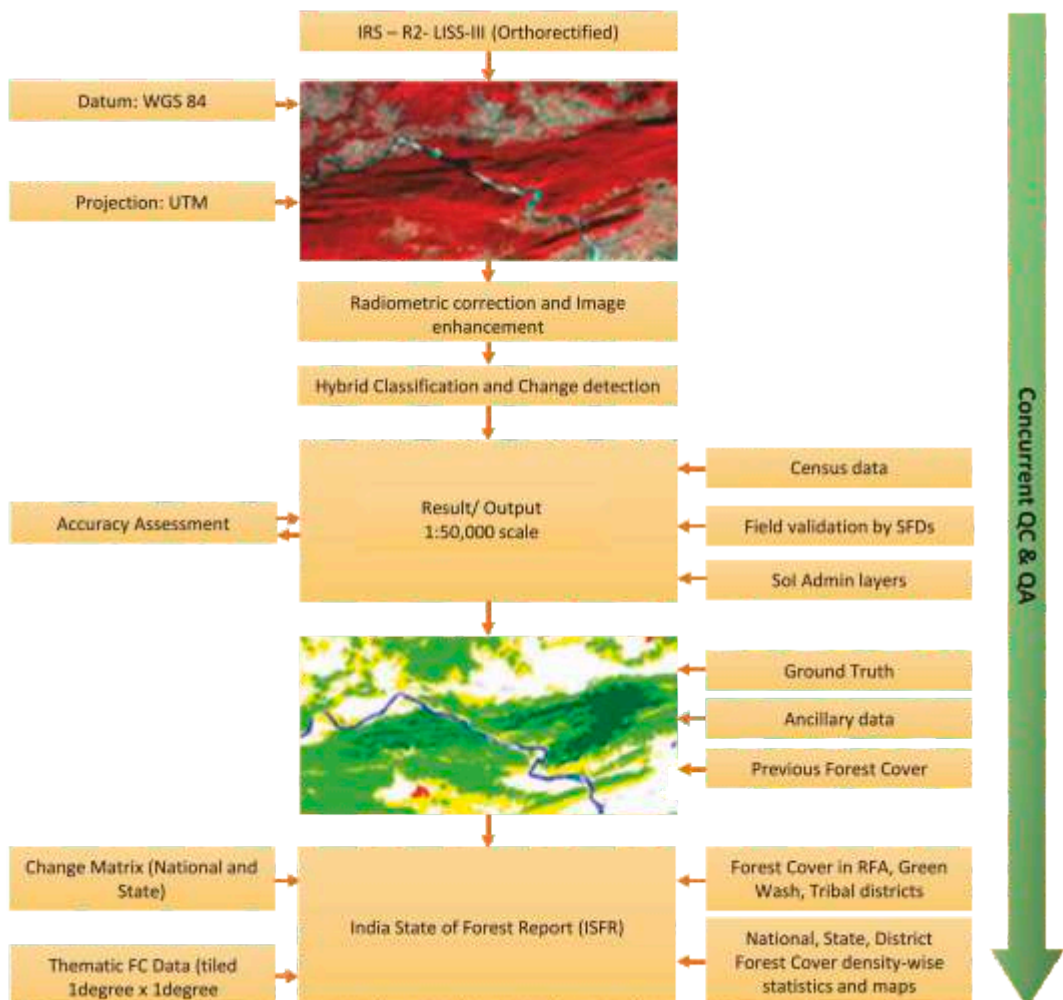 IRS – R2- LISS-III (Orthorectified)
Datum: WGS 84
Projection: UTM
Radiometric correction and Image
enhancement
Hybrid Classification and Change detection
Result/ Output
1:50,000 scale
Accuracy Assessment
Census data
Field validation by SFDs
SoI Admin layers
Ground Truth
Ancillary data
Previous Forest Cover
Change Matrix (National and
State)
Thematic FC Data (tiled
1degree x 1degree
India State of Forest Report (ISFR)
Forest Cover in RFA, Green
Wash, Tribal districts
National, State, District
Forest Cover density-wise
statistics and maps
Concurrent QC & QA